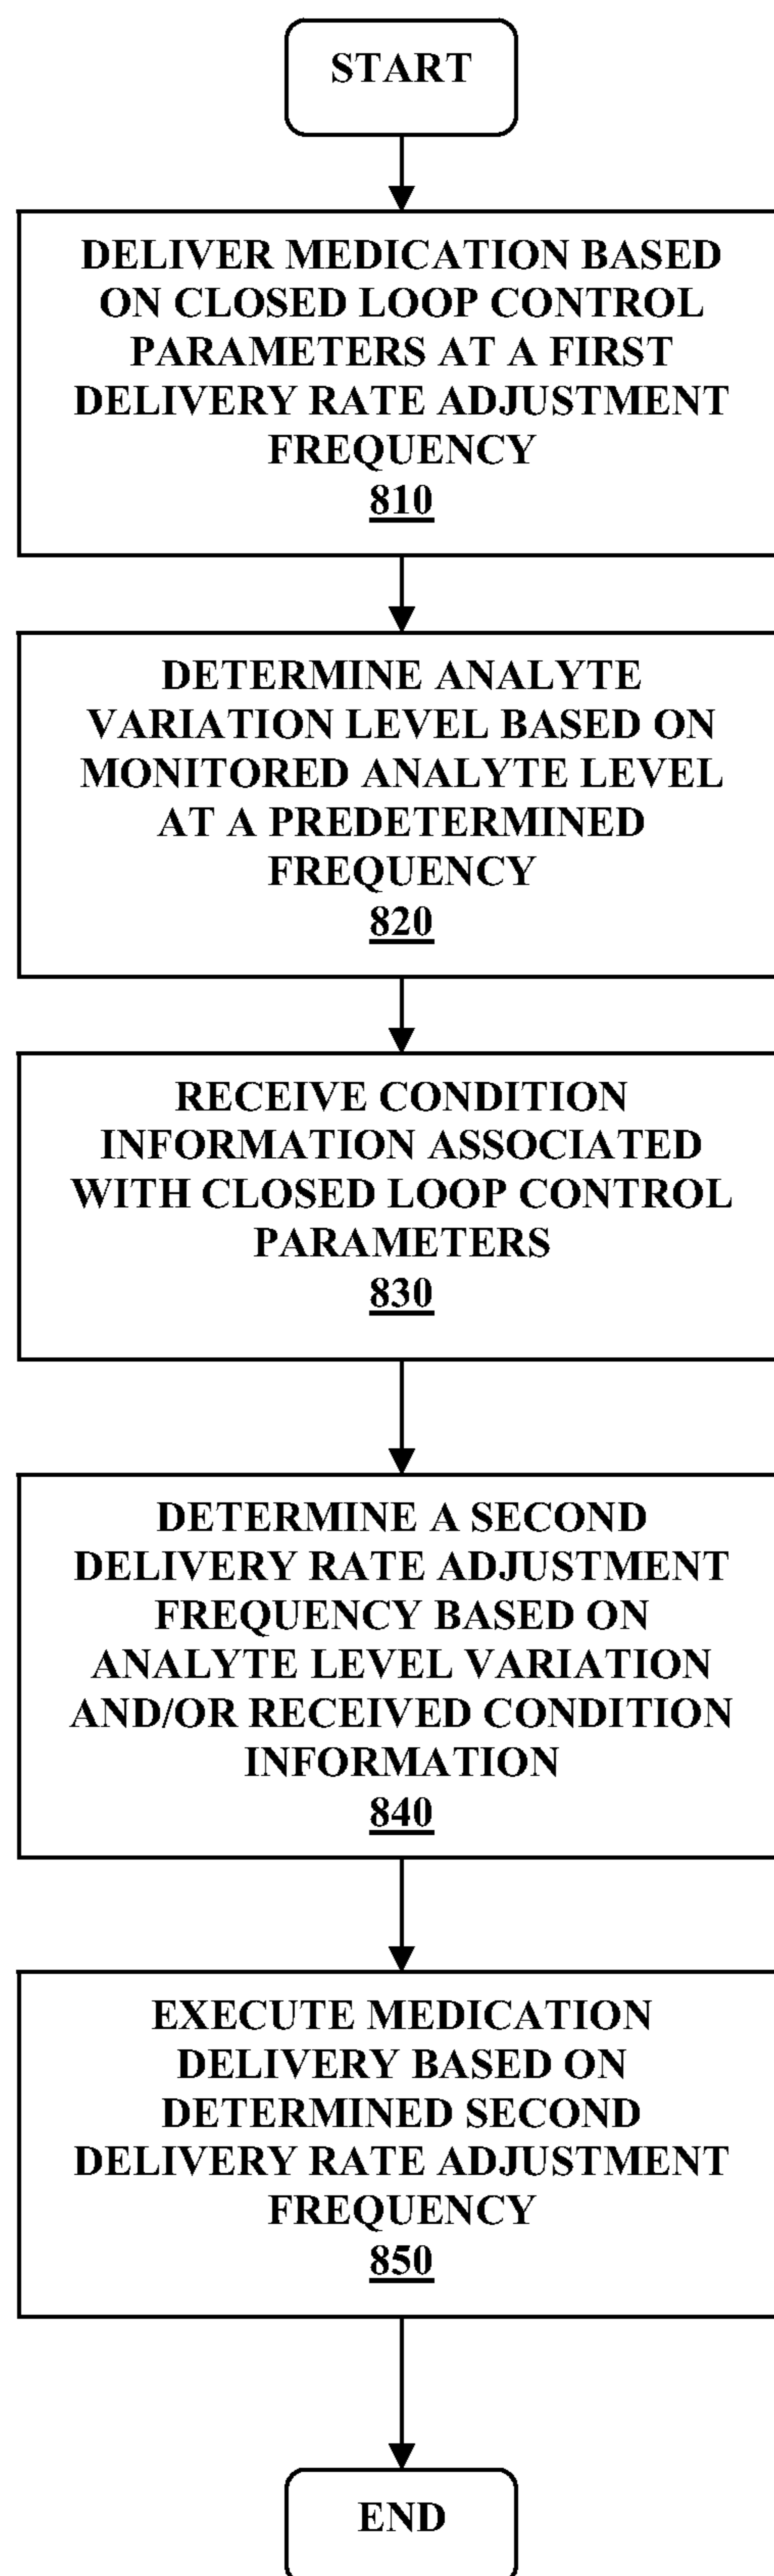 START
DELIVER MEDICATION BASED
ON CLOSED LOOP CONTROL
PARAMETERS AT A FIRST
DELIVERY RATE ADJUSTMENT
FREQUENCY
810
DETERMINE ANALYTE
VARIATION LEVEL BASED ON
MONITORED ANALYTE LEVEL
AT A PREDETERMINED
FREQUENCY
820
RECEIVE CONDITION
INFORMATION ASSOCIATED
WITH CLOSED LOOP CONTROL
PARAMETERS
830
DETERMINE A SECOND
DELIVERY RATE ADJUSTMENT
FREQUENCY BASED ON
ANALYTE LEVEL VARIATION
AND/OR RECEIVED CONDITION
INFORMATION
840
EXECUTE MEDICATION
DELIVERY BASED ON
DETERMINED SECOND
DELIVERY RATE ADJUSTMENT
FREQUENCY
850
END